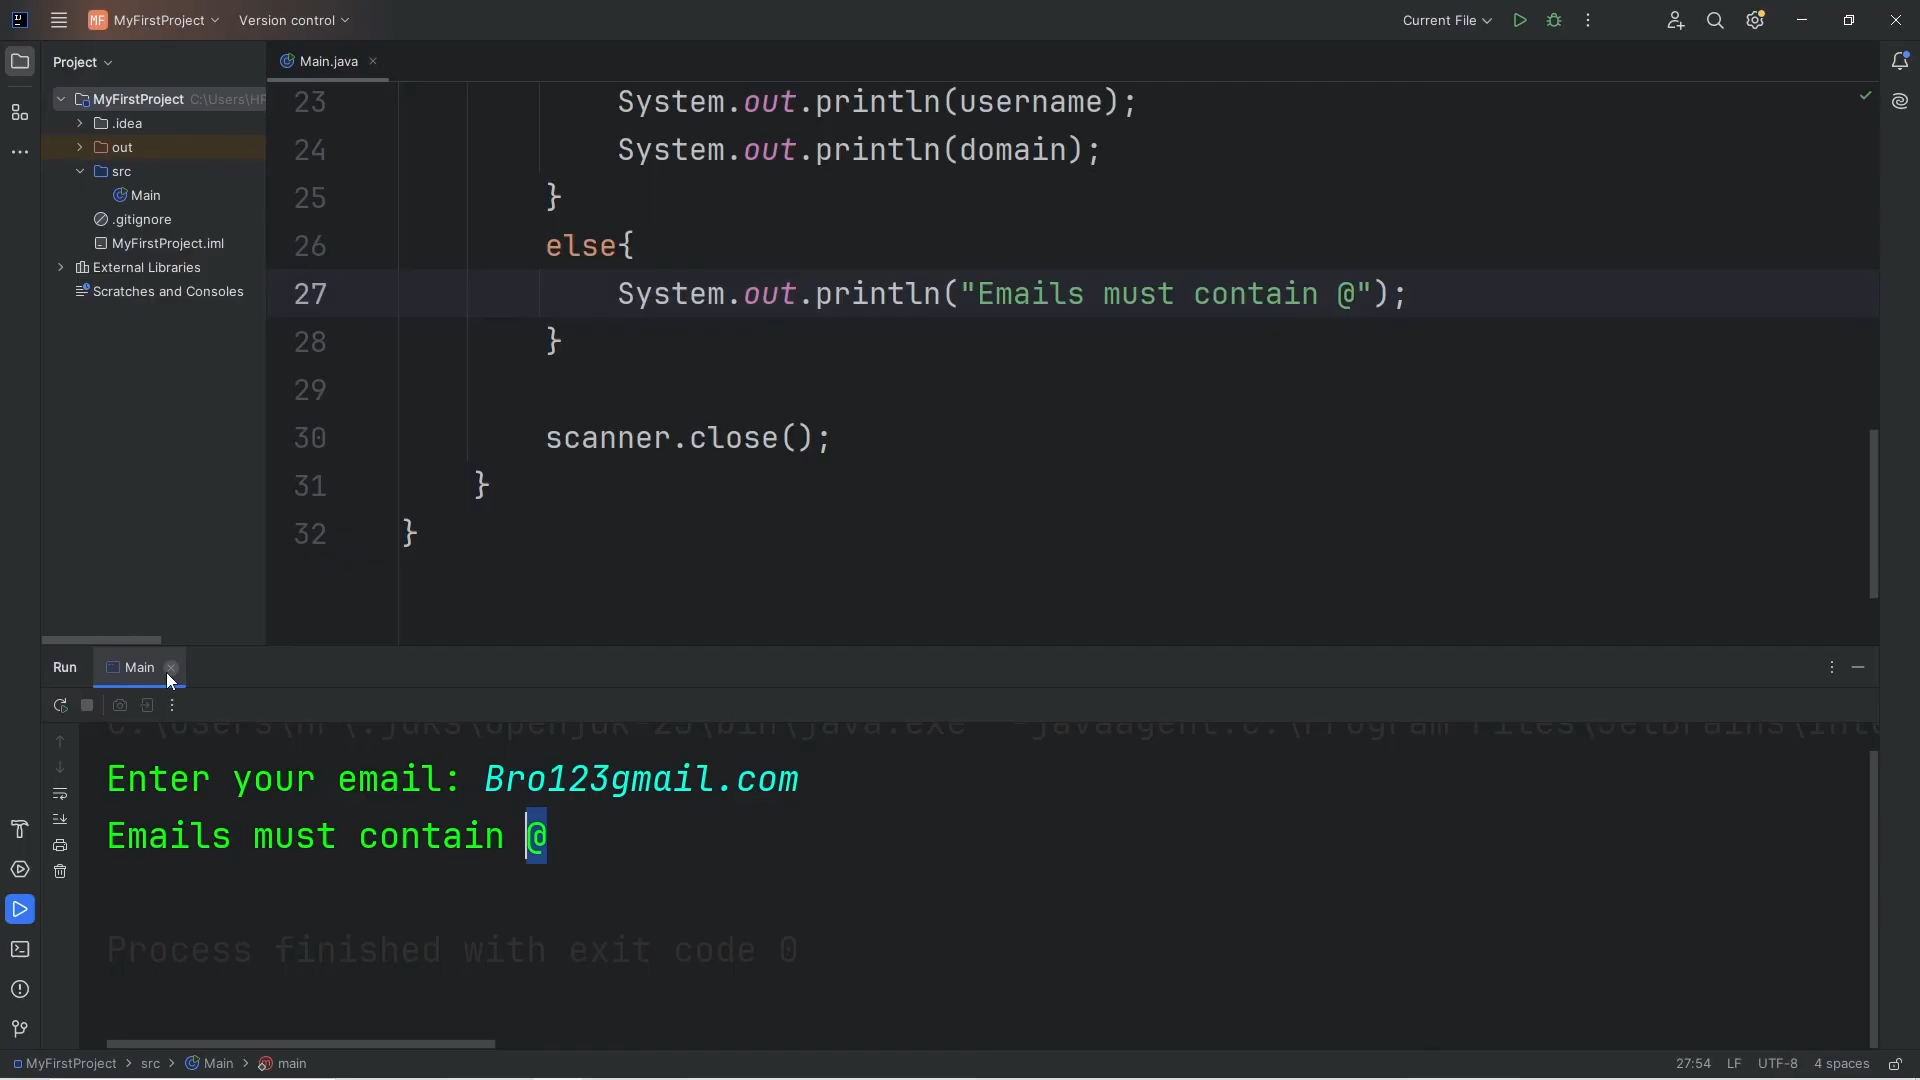 MF MyFirstProject Version control
Current File
Project
Main.java
MyFirstProject C:\Users\HP
.idea
out
src
Main
.gitignore
MyFirstProject.iml
External Libraries
Scratches and Consoles
23 System.out.println(username);
24 System.out.println(domain);
25 }
26 else{
27 System.out.println("Emails must contain @");
28 }
29
30 scanner.close();
31 }
32 }
Run Main
Enter your email: Bro123gmail.com
Emails must contain @
Process finished with exit code 0
MyFirstProject > src > Main > main
27:54 LF UTF-8 4 spaces